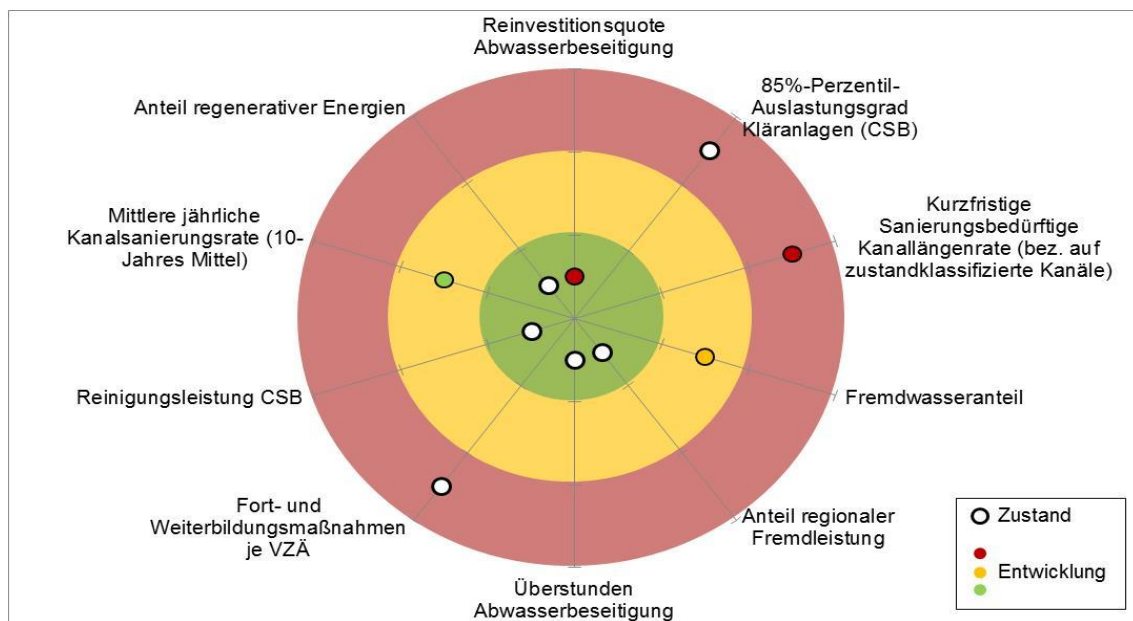 Reinvestitionsquote
Abwasserbeseitigung
85%-Perzentil-
Auslastungsgrad
Kläranlagen (CSB)
Kurzfristige
Sanierungsbedürftige
Kanallängenrate (bez. auf
zustandklassifizierte Kanäle)
Fremdwasseranteil
Anteil regionaler
Fremdleistung
Überstunden
Abwasserbeseitigung
Fort- und
Weiterbildungsmaßnahmen
je VZÄ
Reinigungsleistung CSB
Mittlere jährliche
Kanalsanierungsrate (10-
Jahres Mittel)
Anteil regenerativer Energien
Zustand
Entwicklung